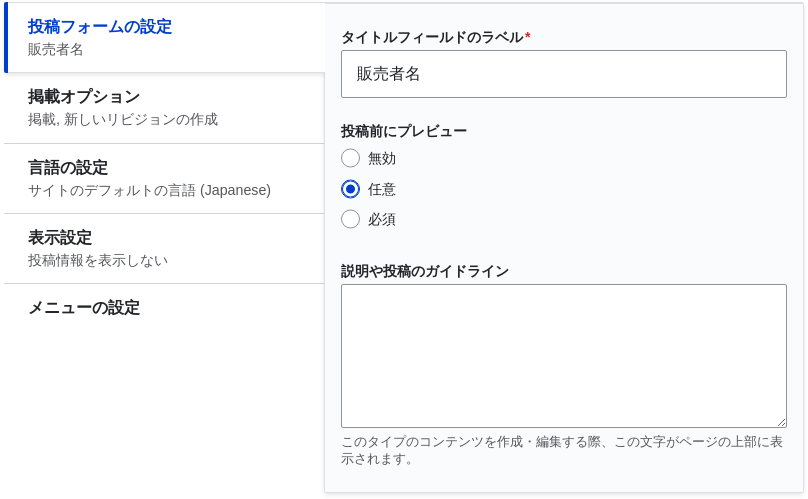 投稿フォームの設定
販売者名
掲載オプション
掲載, 新しいリビジョンの作成
言語の設定
サイトのデフォルトの言語 (Japanese)
表示設定
投稿情報を表示しない
メニューの設定
タイトルフィールドのラベル*
販売者名
投稿前にプレビュー
無効
任意
必須
説明や投稿のガイドライン
このタイプのコンテンツを作成・編集する際、この文字がページの上部に表
示されます。